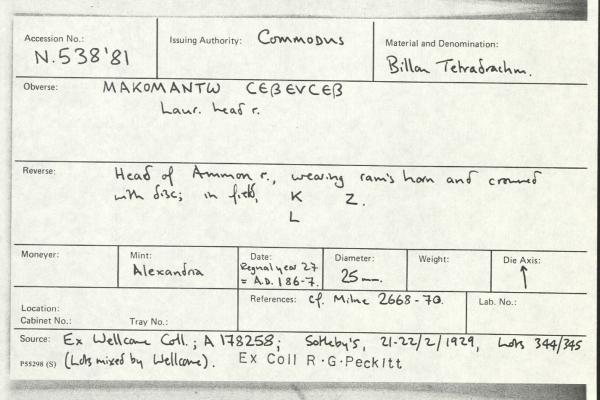 Accession No.: N.538'81
Issuing Authority: Commodus
Material and Denomination: Billon Tetradrachm.
Obverse: MAKOMANTW CEBEVCEB
Laur. head r.
Reverse: Head of Ammon r., wearing ram's horn and crowned
with disc; in field, K Z.
L
Moneyer:
Mint: Alexandria
Date: Regnal year 27
= A.D. 186-7.
Diameter: 25mm.
Weight:
Die Axis: ↑
Location:
Cabinet No.: Tray No.:
References: Cf. Milne 2668-70.
Lab. No.:
Source: Ex Wellcome Coll.; A 178258; Sotheby's, 21-22/2/1929, Lots 344/345
P55298 (S) (Lots mixed by Wellcome). Ex Coll R.G.Peckitt